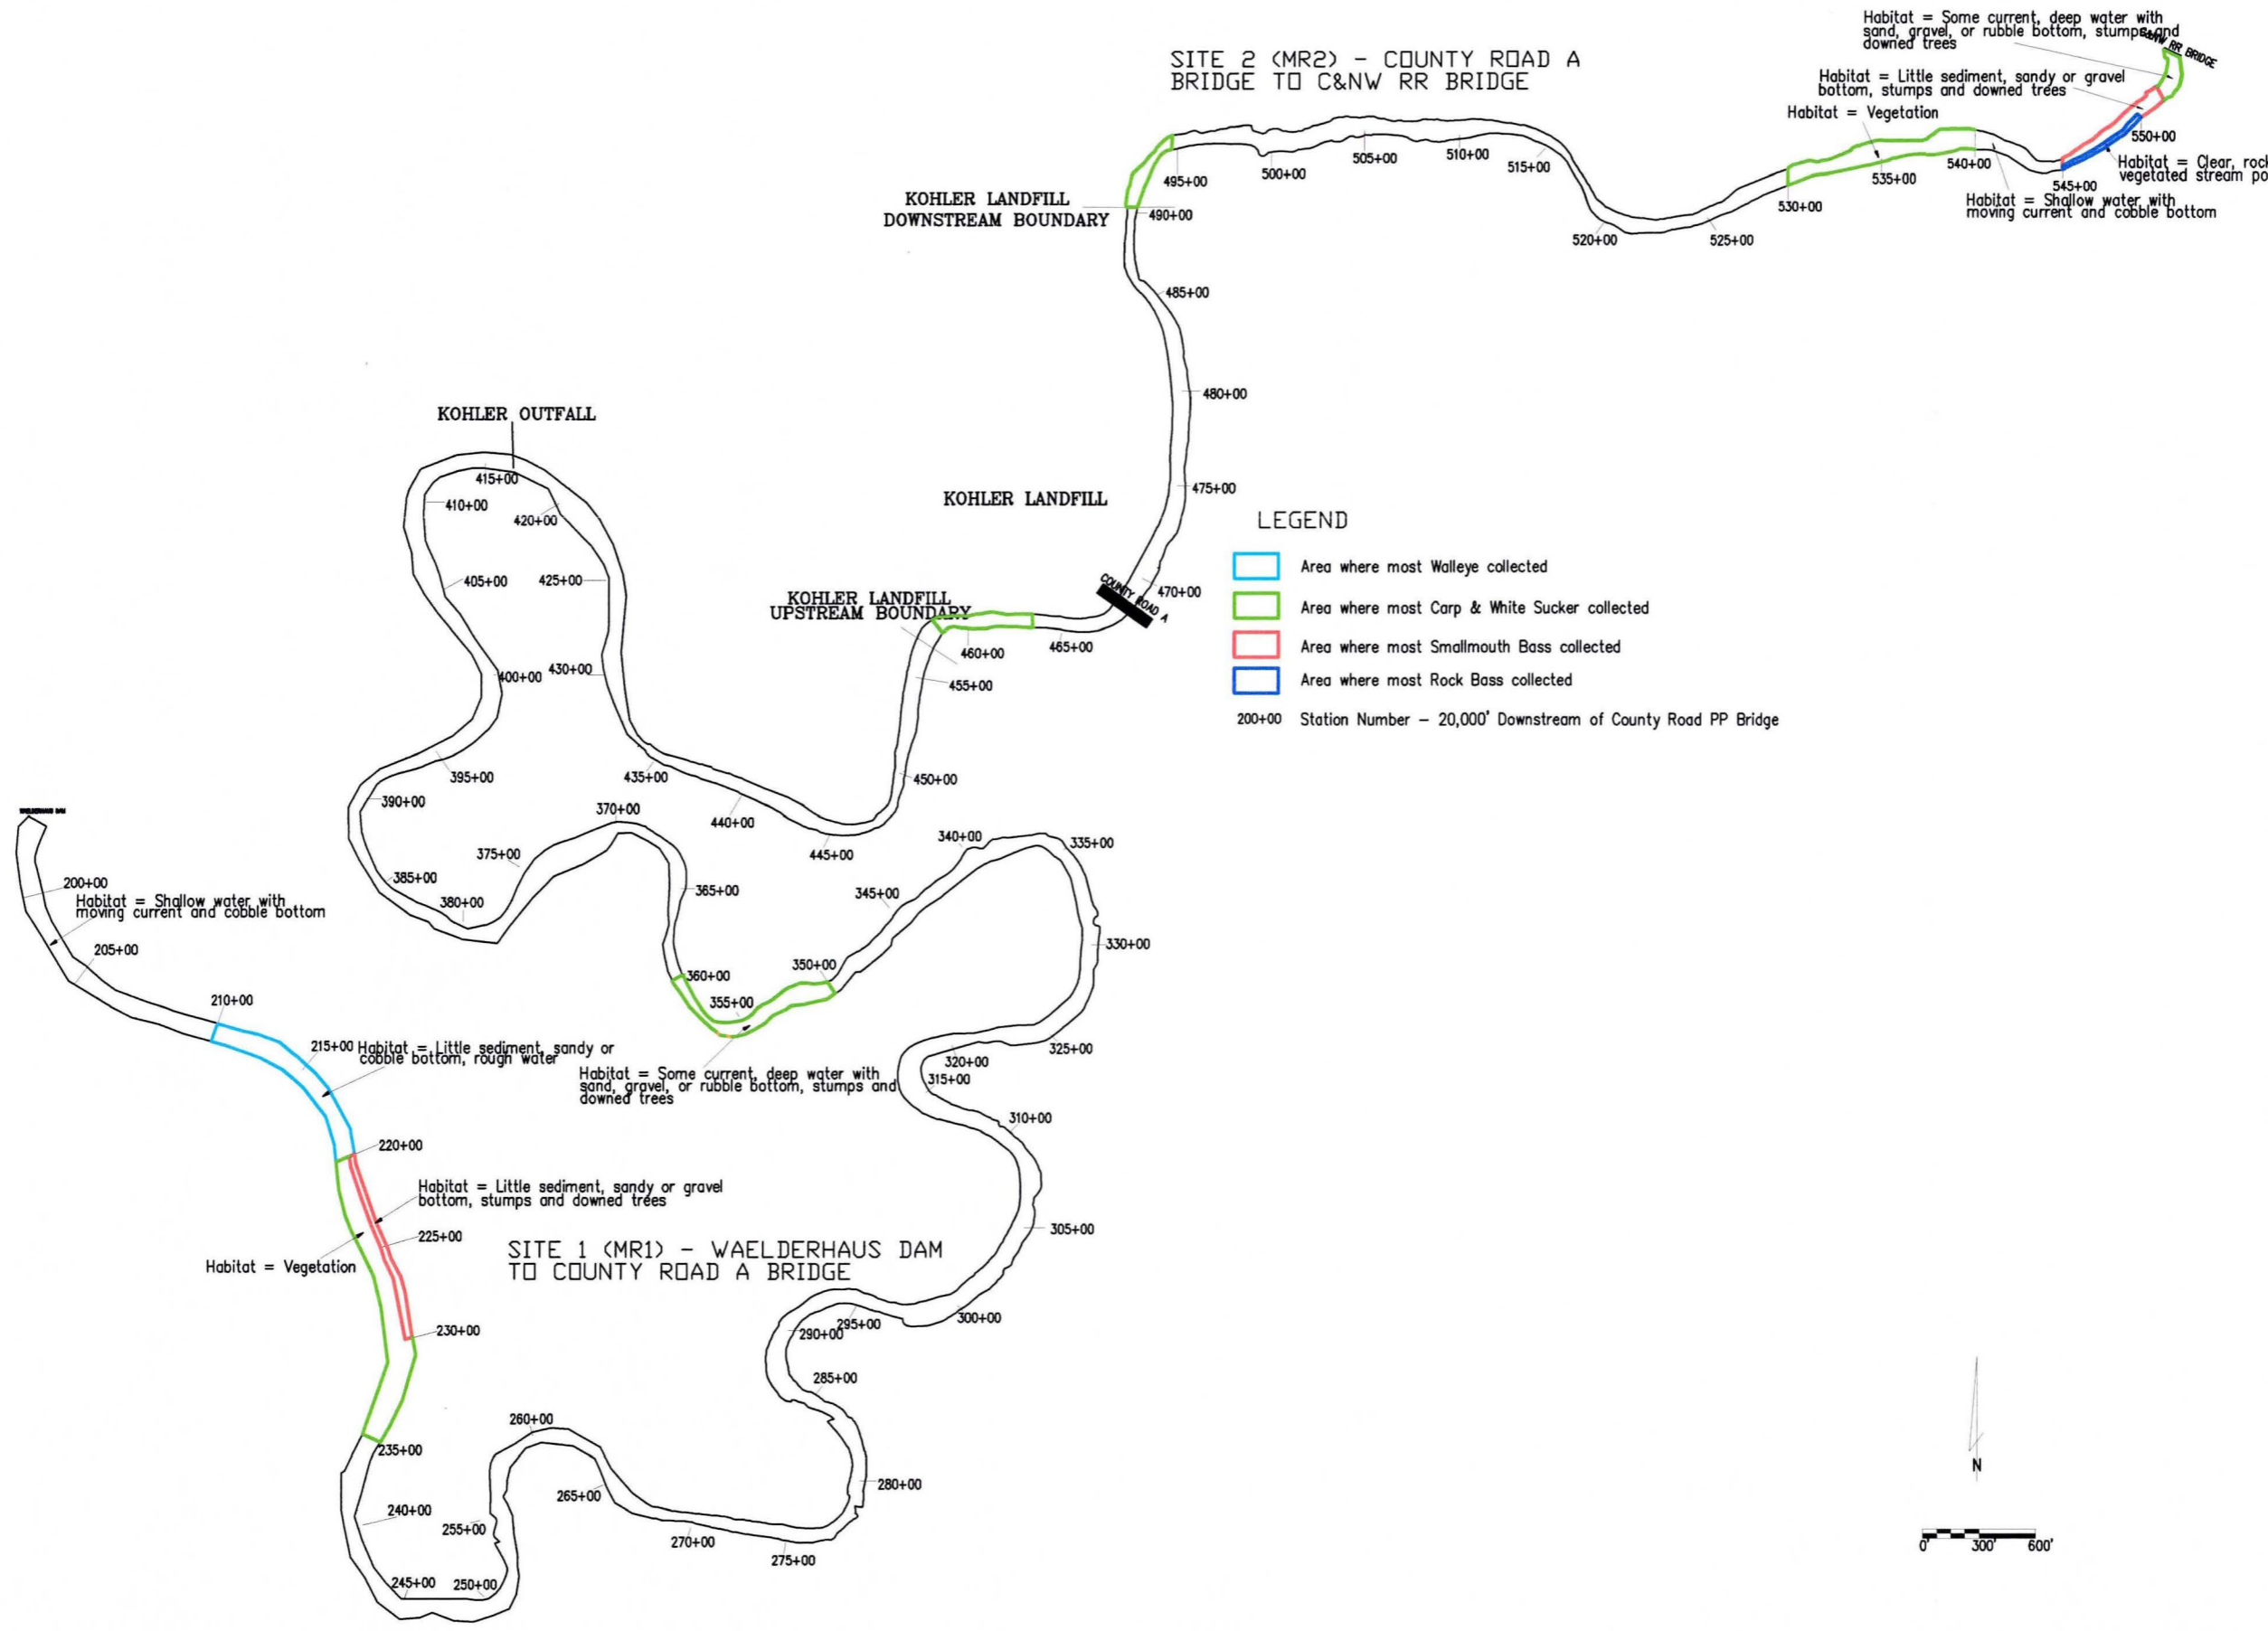 Habitat = Some current, deep water with
sand, gravel, or rubble bottom, stumps and
downed trees
C&NW RR BRIDGE
SITE 2 (MR2) - COUNTY ROAD A
BRIDGE TO C&NW RR BRIDGE
Habitat = Little sediment, sandy or gravel
bottom, stumps and downed trees
Habitat = Vegetation
550+00
Habitat = Clear,
vegetated stream
505+00
510+00
515+00
500+00
495+00
540+00
535+00
545+00
530+00
Habitat = Shallow water with
moving current and cobble bottom
KOHLER LANDFILL
DOWNSTREAM BOUNDARY
490+00
520+00
525+00
485+00
480+00
KOHLER OUTFALL
415+00
410+00
420+00
KOHLER LANDFILL
475+00
405+00
425+00
COUNTY ROAD A
470+00
KOHLER LANDFILL
UPSTREAM BOUNDARY
460+00
465+00
400+00
430+00
455+00
LEGEND
Area where most Walleye collected
Area where most Carp & White Sucker collected
Area where most Smallmouth Bass collected
Area where most Rock Bass collected
200+00 Station Number - 20,000' Downstream of County Road PP Bridge
395+00
435+00
450+00
390+00
370+00
440+00
WAELDERHAUS DAM
375+00
445+00
340+00
335+00
385+00
365+00
345+00
380+00
200+00
Habitat = Shallow water with
moving current and cobble bottom
205+00
330+00
350+00
360+00
355+00
210+00
215+00
Habitat = Little sediment, sandy or
cobble bottom, rough water
325+00
320+00
315+00
Habitat = Some current, deep water with
sand, gravel, or rubble bottom, stumps and
downed trees
310+00
220+00
Habitat = Little sediment, sandy or gravel
bottom, stumps and downed trees
225+00
305+00
Habitat = Vegetation
SITE 1 (MR1) - WAELDERHAUS DAM
TO COUNTY ROAD A BRIDGE
230+00
290+00
295+00
300+00
285+00
260+00
235+00
280+00
265+00
240+00
255+00
270+00
275+00
245+00
250+00
N
0'
300'
600'